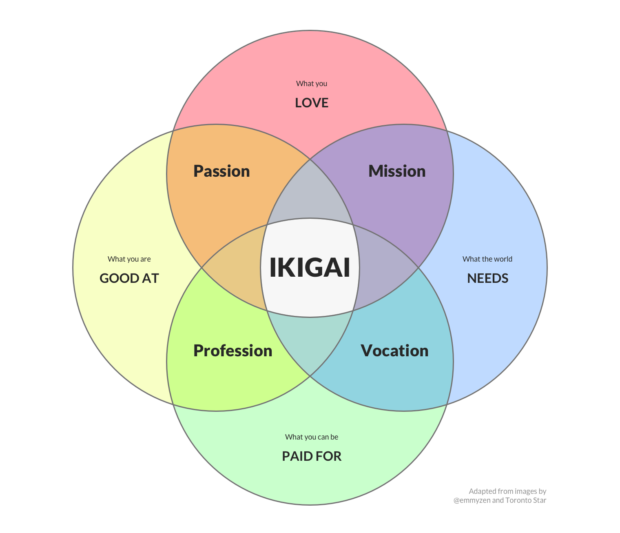 What you
LOVE
Passion
Mission
What you are
GOOD AT
IKIGAI
What the world
NEEDS
Profession
Vocation
What you can be
PAID FOR
Adapted from images by
@emmyzen and Toronto Star